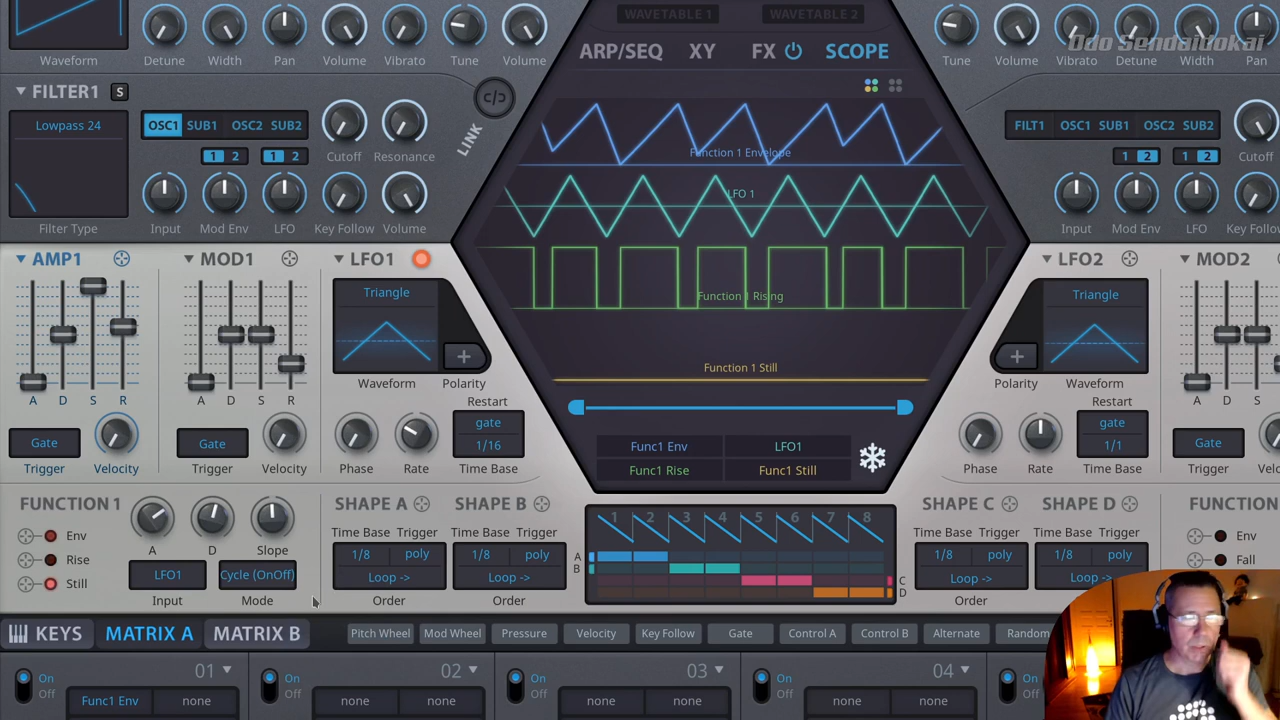 WAVETABLE 1 WAVETABLE 2
Odo Sendaidokai
Waveform Detune Width Pan Volume Vibrato Tune Volume
ARP/SEQ XY FX SCOPE
Tune Volume Vibrato Detune Width Pan
FILTER1 S
Lowpass 24
OSC1 SUB1 OSC2 SUB2
1 2 1 2
Cutoff Resonance
LINK
FILT1 OSC1 SUB1 OSC2 SUB2
1 2 1 2
Cutoff
Filter Type Input Mod Env LFO Key Follow Volume
Input Mod Env LFO Key Follow
Function 1 Envelope
LFO 1
Function 1 Rising
Function 1 Still
Func1 Env LFO1
Func1 Rise Func1 Still
AMP1 MOD1 LFO1
Triangle
Waveform Polarity
A D S R A D S R
Restart
gate
1/16
Gate Gate
Trigger Velocity Trigger Velocity Phase Rate Time Base
LFO2 MOD2
Triangle
Polarity Waveform
A D S
Restart
gate
1/1
Gate
Phase Rate Time Base Trigger
FUNCTION 1
Env
Rise
Still
A D Slope
LFO1 Cycle (OnOff)
Input Mode
SHAPE A SHAPE B
Time Base Trigger Time Base Trigger
1/8 poly 1/8 poly
Loop -> Loop ->
Order Order
1 2 3 4 5 6 7 8
A
B
C
D
SHAPE C SHAPE D
Time Base Trigger Time Base Trigger
1/8 poly 1/8 poly
Loop -> Loop ->
Order
FUNCTION
Env
Fall
KEYS MATRIX A MATRIX B Pitch Wheel Mod Wheel Pressure Velocity Key Follow Gate Control A Control B Alternate Random
On
Off
01
Func1 Env none
On
Off
02
none none
On
Off
03
none none
On
Off
04
none none
On
Off